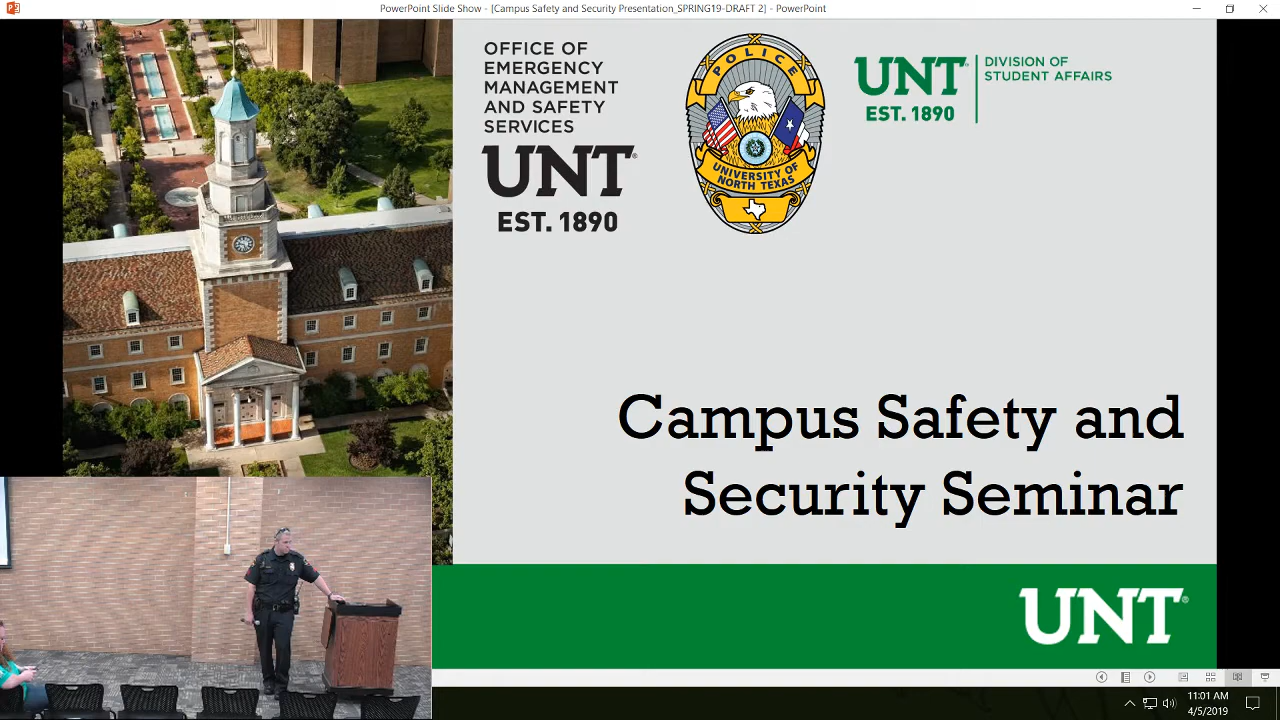 PowerPoint Slide Show - [Campus Safety and Security Presentation_SPRING19-DRAFT 2] - PowerPoint
OFFICE OF
EMERGENCY
MANAGEMENT
AND SAFETY
SERVICES
UNT®
EST. 1890
POLICE
UNIVERSITY OF
NORTH TEXAS
UNT®
EST. 1890
DIVISION OF
STUDENT AFFAIRS
Campus Safety and
Security Seminar
UNT®
11:01 AM
4/5/2019